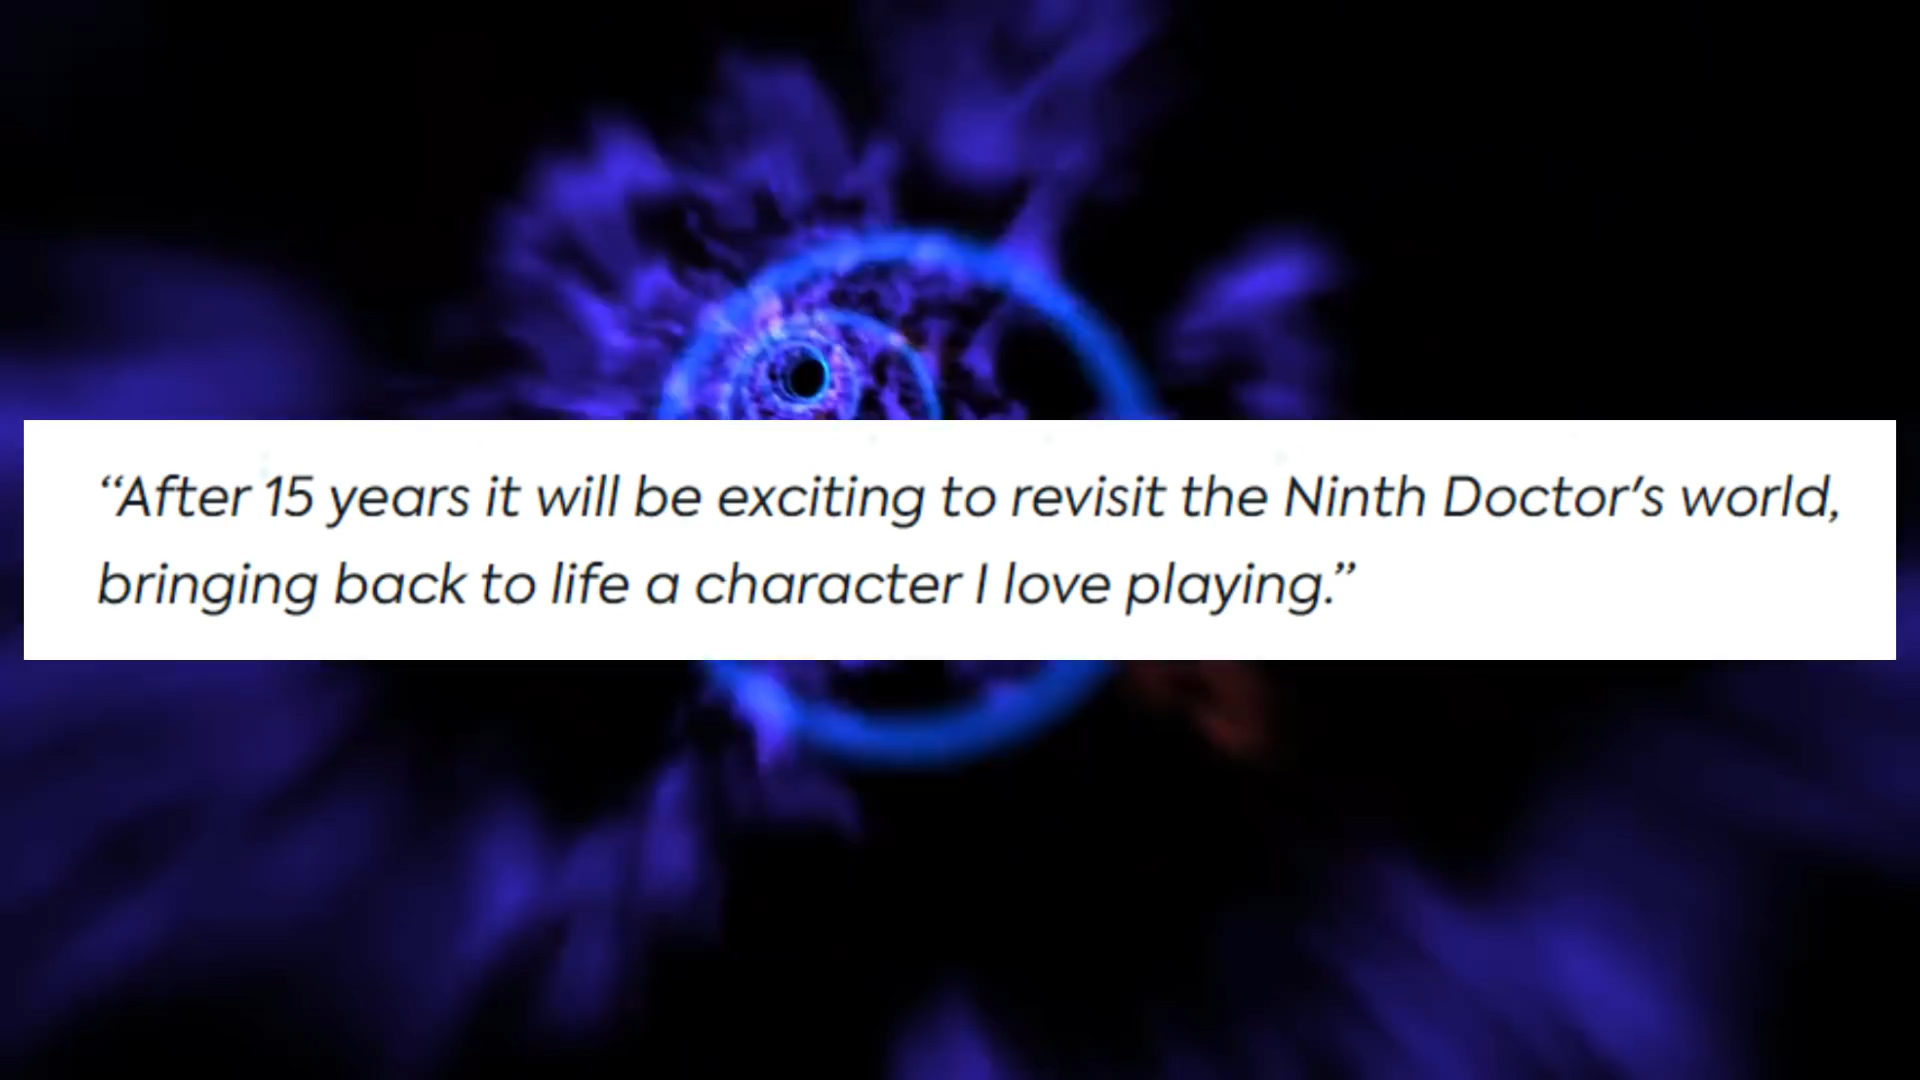 “After 15 years it will be exciting to revisit the Ninth Doctor's world,
bringing back to life a character I love playing.”